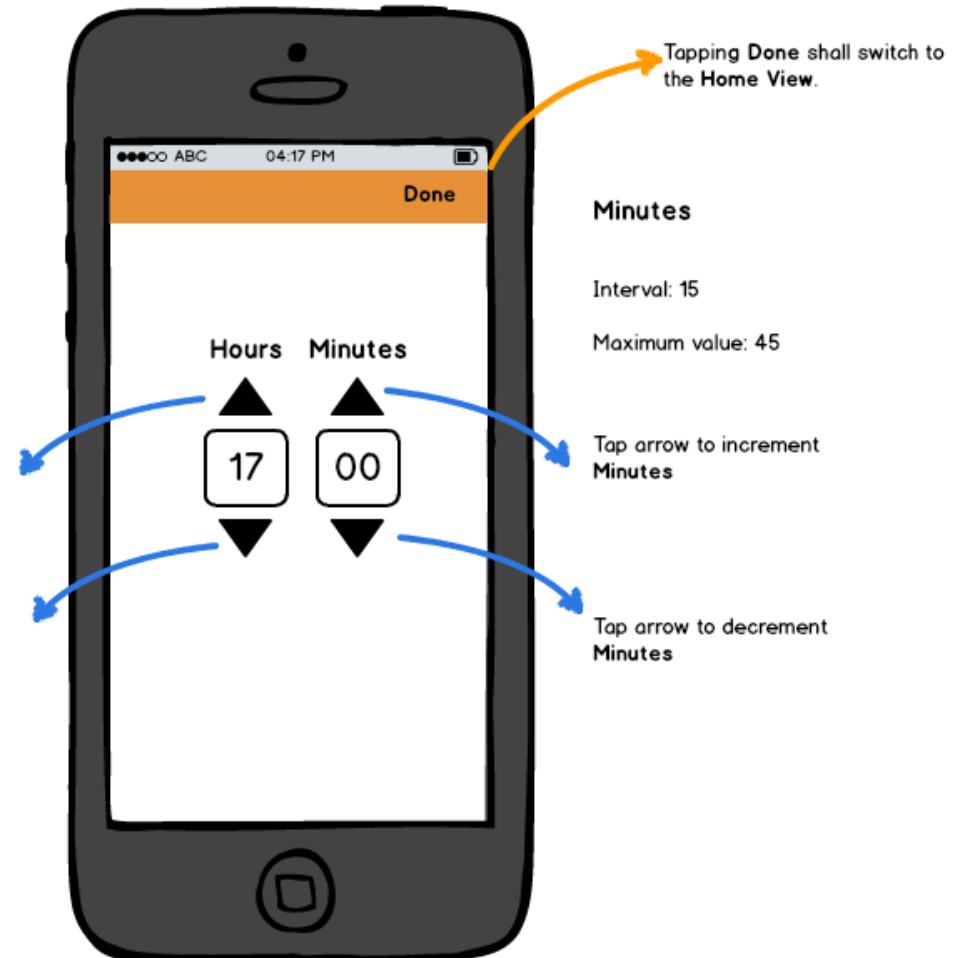 ABC 04:17 PM
Done
Hours Minutes
17 00
Tapping Done shall switch to
the Home View.
Minutes
Interval: 15
Maximum value: 45
Tap arrow to increment
Minutes
Tap arrow to decrement
Minutes